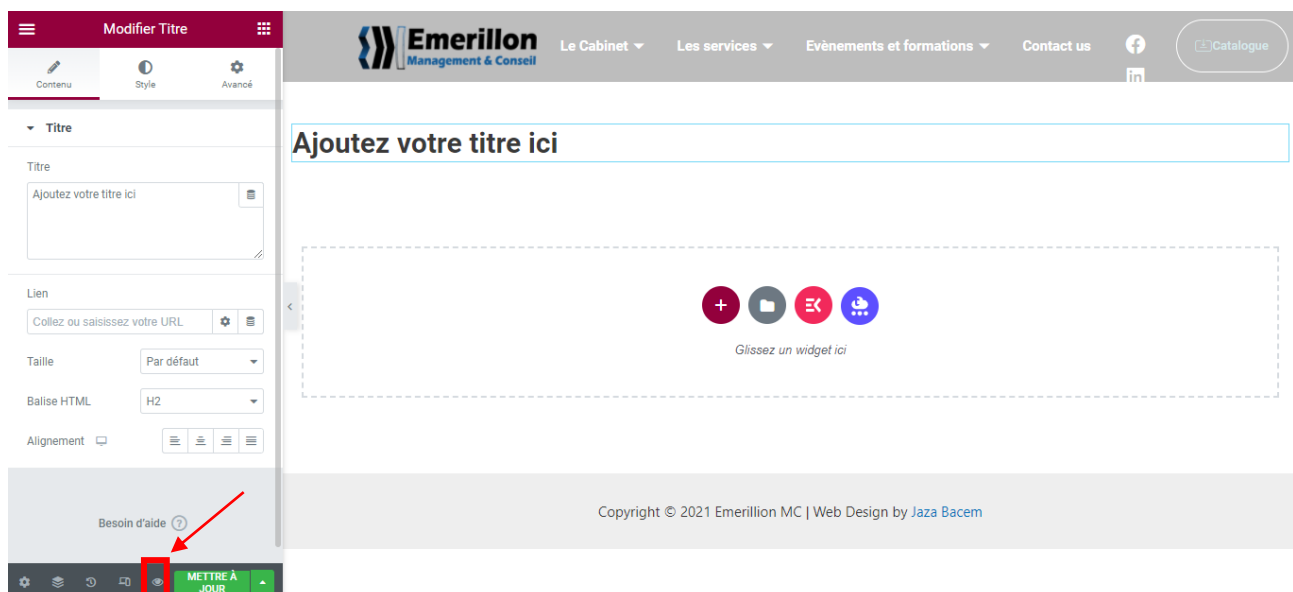 Modifier Titre
Contenu
Style
Avancé
Titre
Titre
Ajoutez votre titre ici
Lien
Collez ou saisissez votre URL
Taille
Par défaut
Balise HTML
H2
Alignement
Besoin d'aide ?
METTRE À
JOUR
Emerillon
Management & Conseil
Le Cabinet
Les services
Evènements et formations
Contact us
Catalogue
in
Ajoutez votre titre ici
Glissez un widget ici
Copyright © 2021 Emerillion MC | Web Design by Jaza Bacem